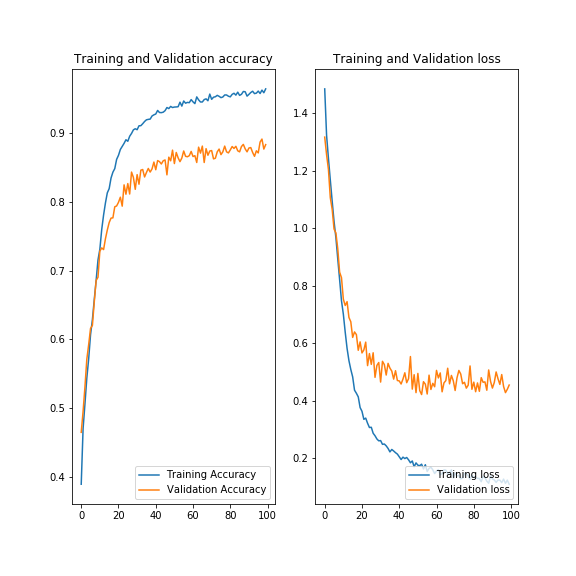 Training and Validation accuracy
0.9
0.8
0.7
0.6
0.5
0.4
0 20 40 60 80 100
Training Accuracy
Validation Accuracy
Training and Validation loss
1.4
1.2
1.0
0.8
0.6
0.4
0.2
0 20 40 60 80 100
Training loss
Validation loss